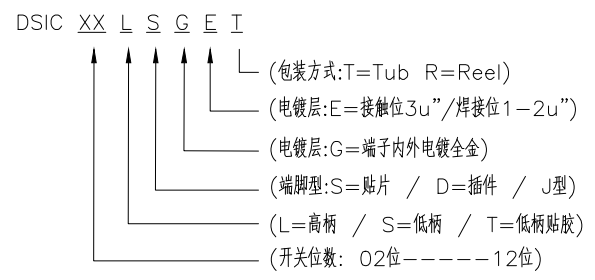 DSIC XX L S G E T
(包装方式:T=Tub R=Reel)
(电镀层:E=接触位3u"/焊接位1-2u")
(电镀层:G=端子内外电镀全金)
(端脚型:S=贴片 / D=插件 / J型)
(L=高柄 / S=低柄 / T=低柄贴胶)
(开关位数: 02位-----12位)